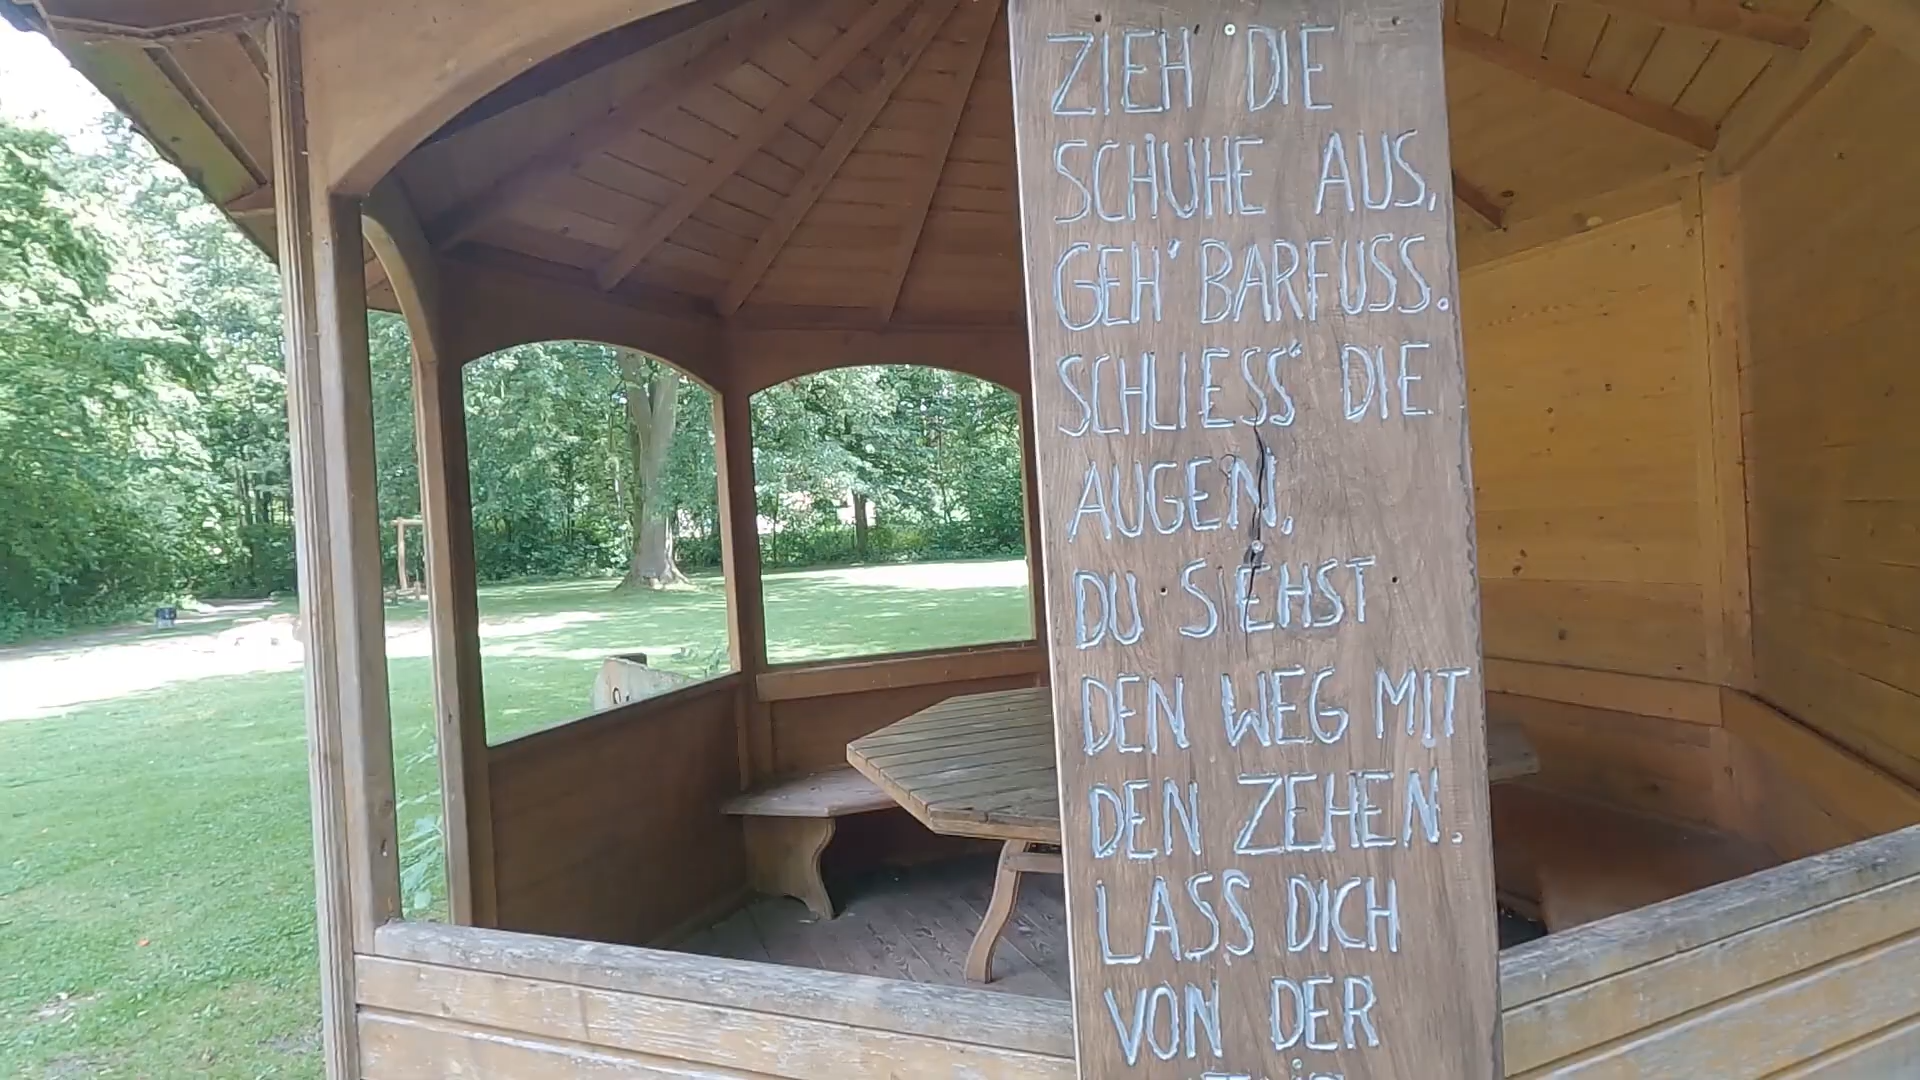 ZIEH' DIE
SCHUHE AUS,
GEH' BARFUSS.
SCHLIESS' DIE
AUGEN,
DU SIEHST
DEN WEG MIT
DEN ZEHEN.
LASS DICH
VON DER